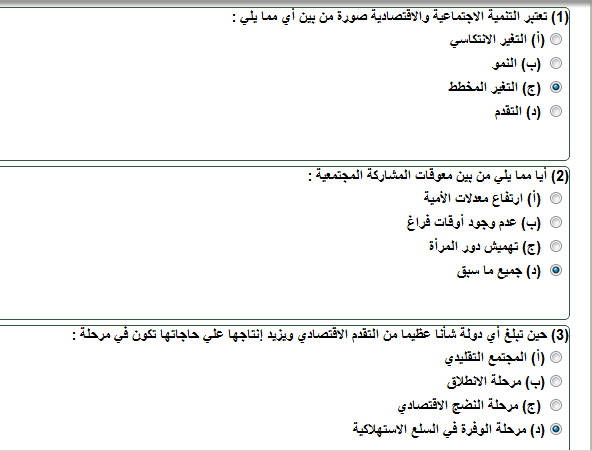 (1) تعتبر التنمية الاجتماعية والاقتصادية صورة من بين أي مما يلي :
(أ) التغير الانتكاسي
(ب) النمو
(ج) التغير المخطط
(د) التقدم
(2) أيا مما يلي من بين معوقات المشاركة المجتمعية :
(أ) ارتفاع معدلات الأمية
(ب) عدم وجود أوقات فراغ
(ج) تهميش دور المرأة
(د) جميع ما سبق
(3) حين تبلغ أي دولة شأنا عظيما من التقدم الاقتصادي ويزيد إنتاجها علي حاجاتها تكون في مرحلة :
(أ) المجتمع التقليدي
(ب) مرحلة الانطلاق
(ج) مرحلة النضج الاقتصادي
(د) مرحلة الوفرة في السلع الاستهلاكية